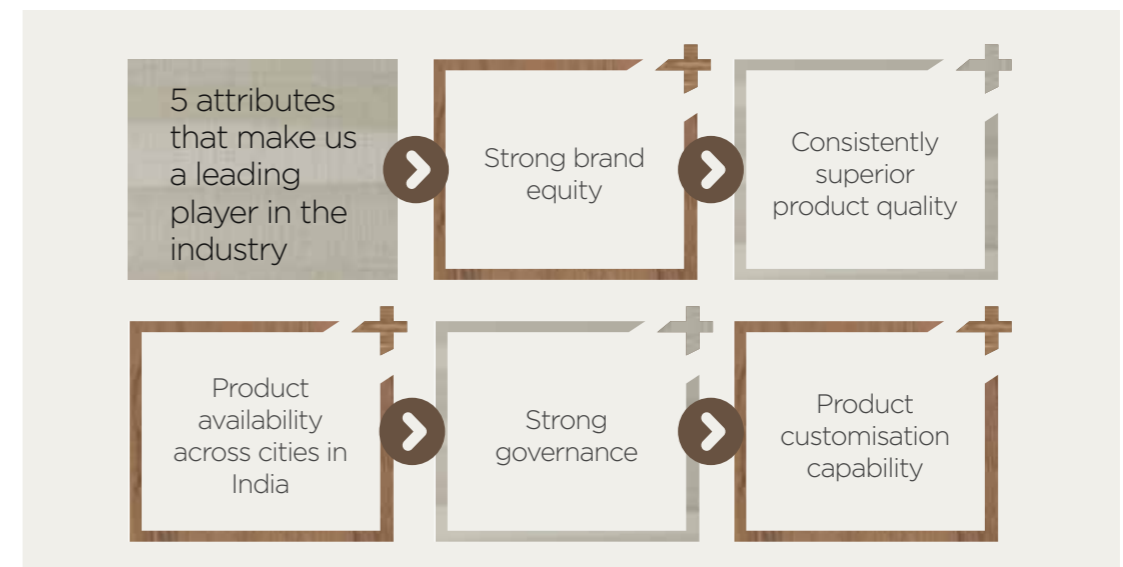 5 attributes
that make us
a leading
player in the
industry
Strong brand
equity
Consistently
superior
product quality
Product
availability
across cities in
India
Strong
governance
Product
customisation
capability